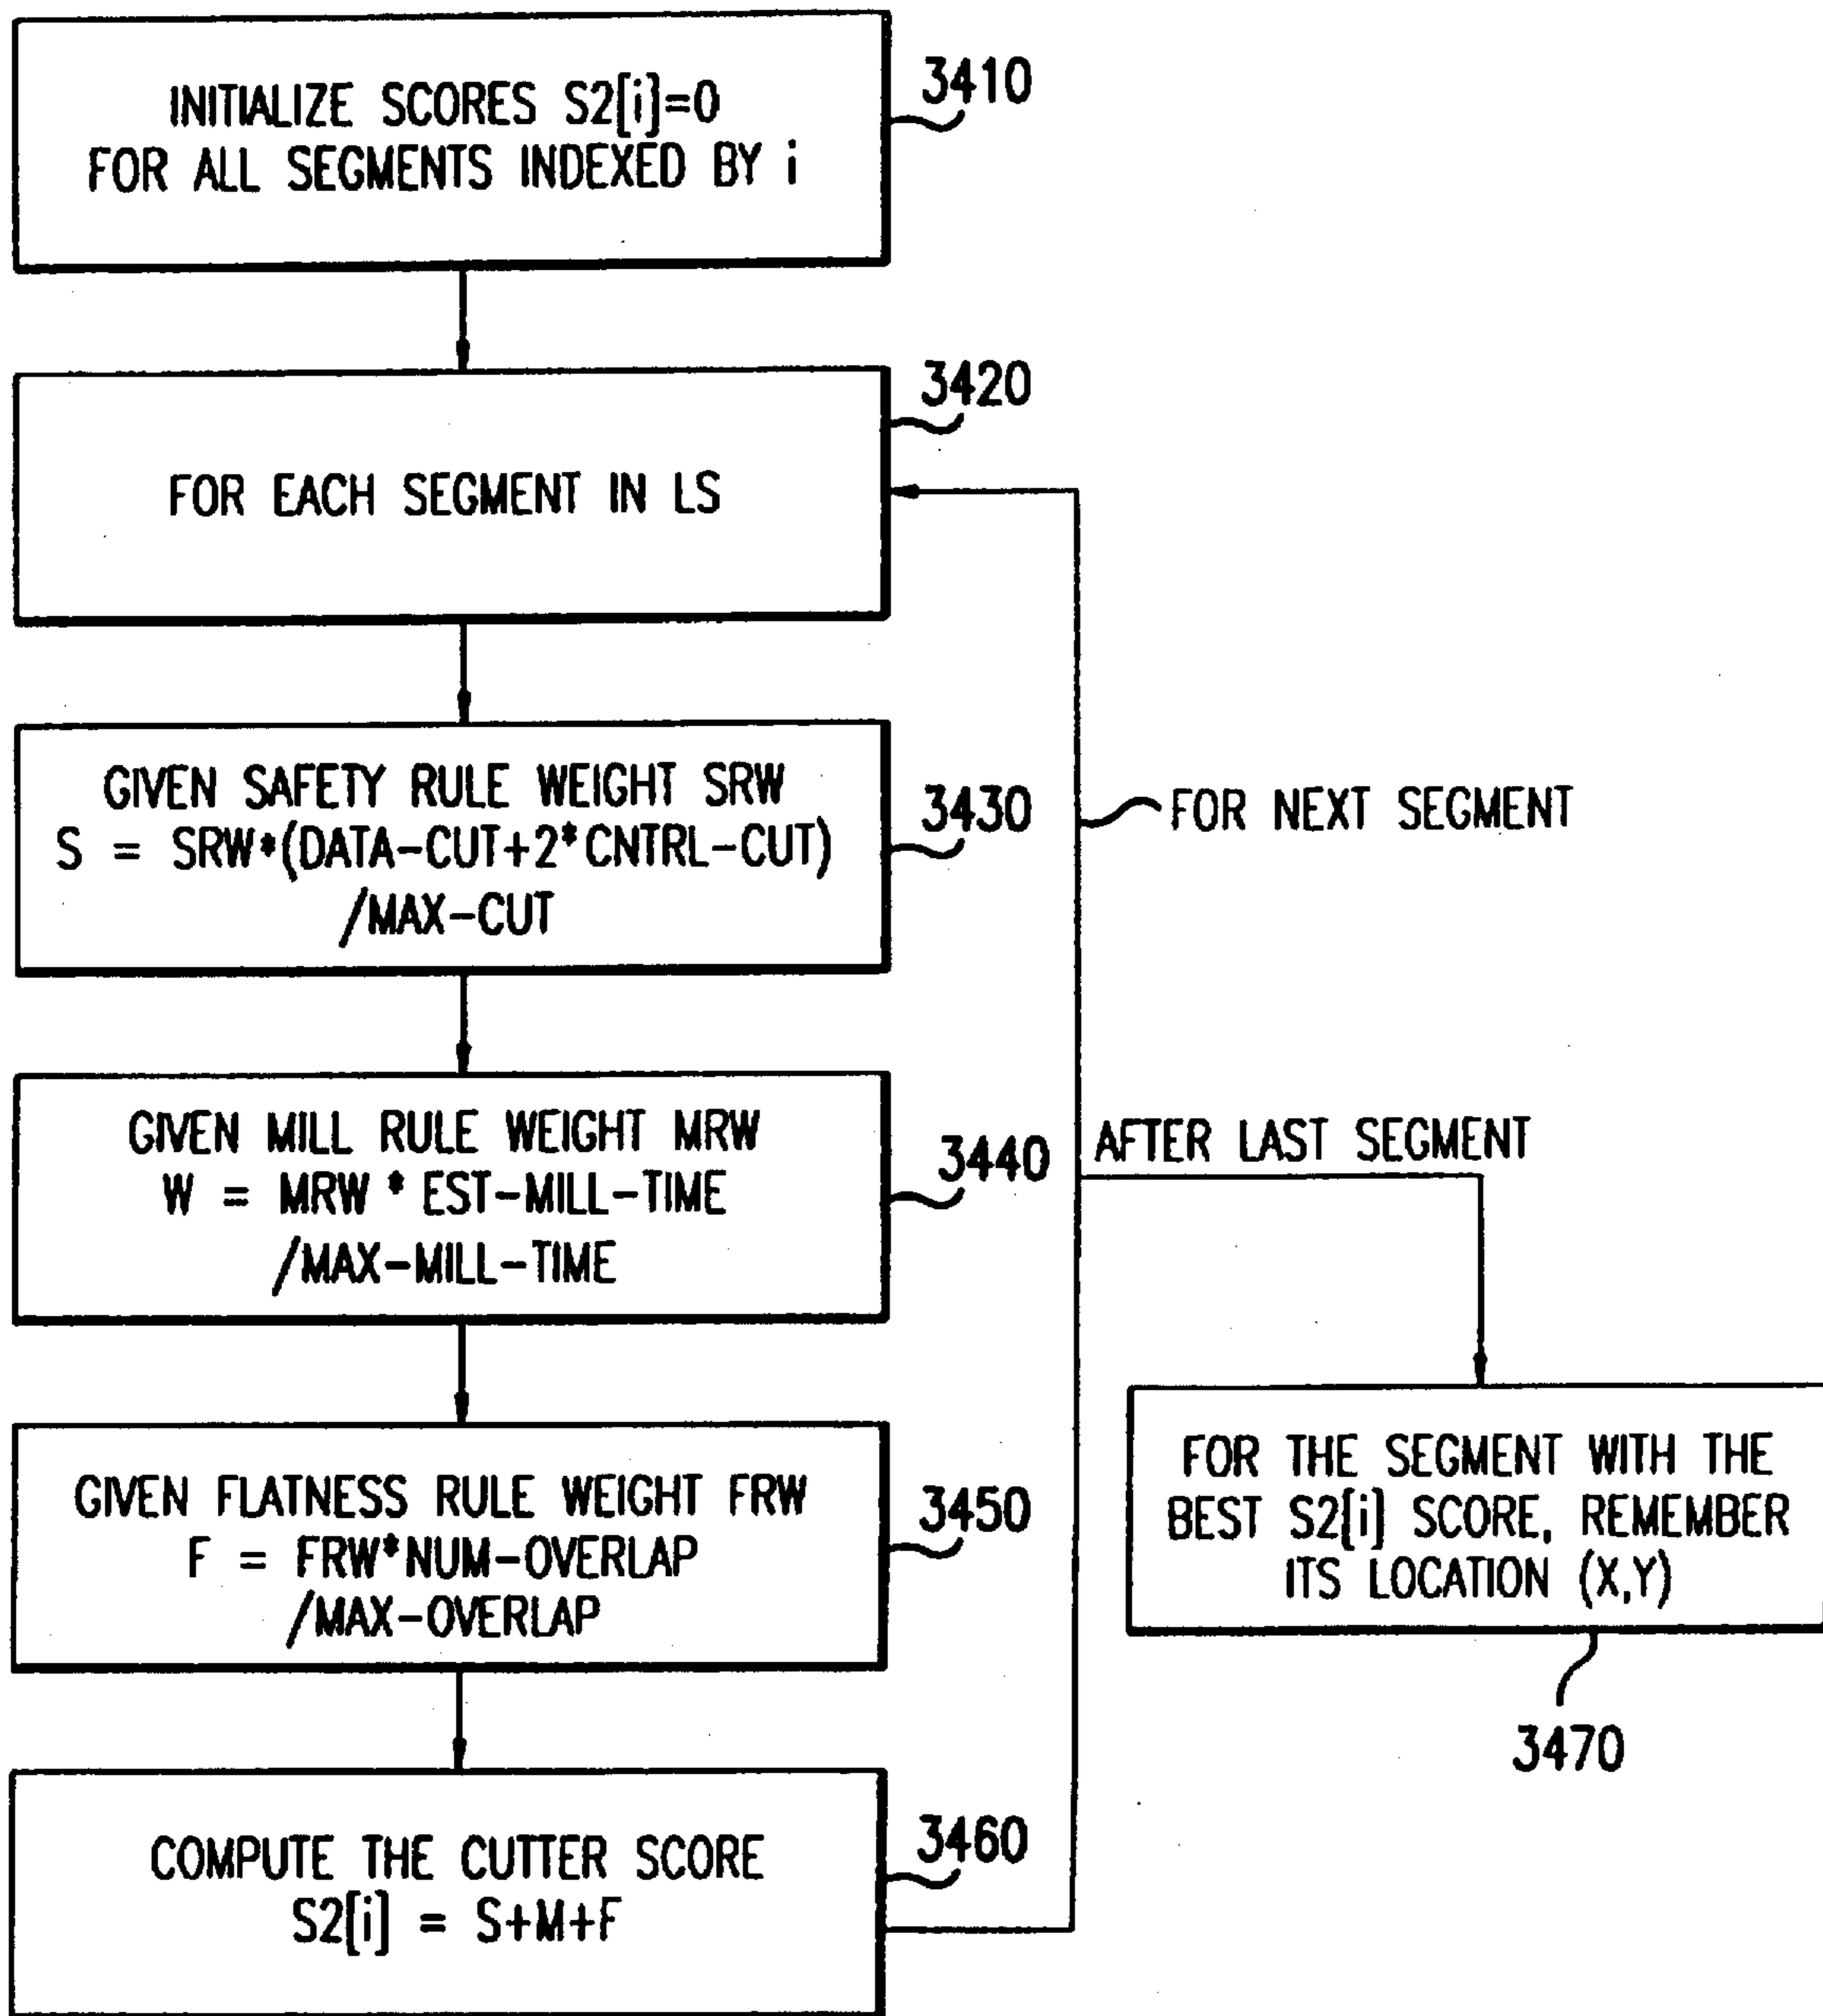 INITIALIZE SCORES S2[i]=0
FOR ALL SEGMENTS INDEXED BY i
3410
3420
FOR EACH SEGMENT IN LS
GIVEN SAFETY RULE WEIGHT SRW
S = SRW*(DATA-CUT+2*CNTRL-CUT)
/MAX-CUT
3430
FOR NEXT SEGMENT
GIVEN MILL RULE WEIGHT MRW
W = MRW * EST-MILL-TIME
/MAX-MILL-TIME
3440
AFTER LAST SEGMENT
GIVEN FLATNESS RULE WEIGHT FRW
F = FRW*NUM-OVERLAP
/MAX-OVERLAP
3450
FOR THE SEGMENT WITH THE
BEST S2[i] SCORE, REMEMBER
ITS LOCATION (X,Y)
3470
COMPUTE THE CUTTER SCORE
S2[i] = S+M+F
3460